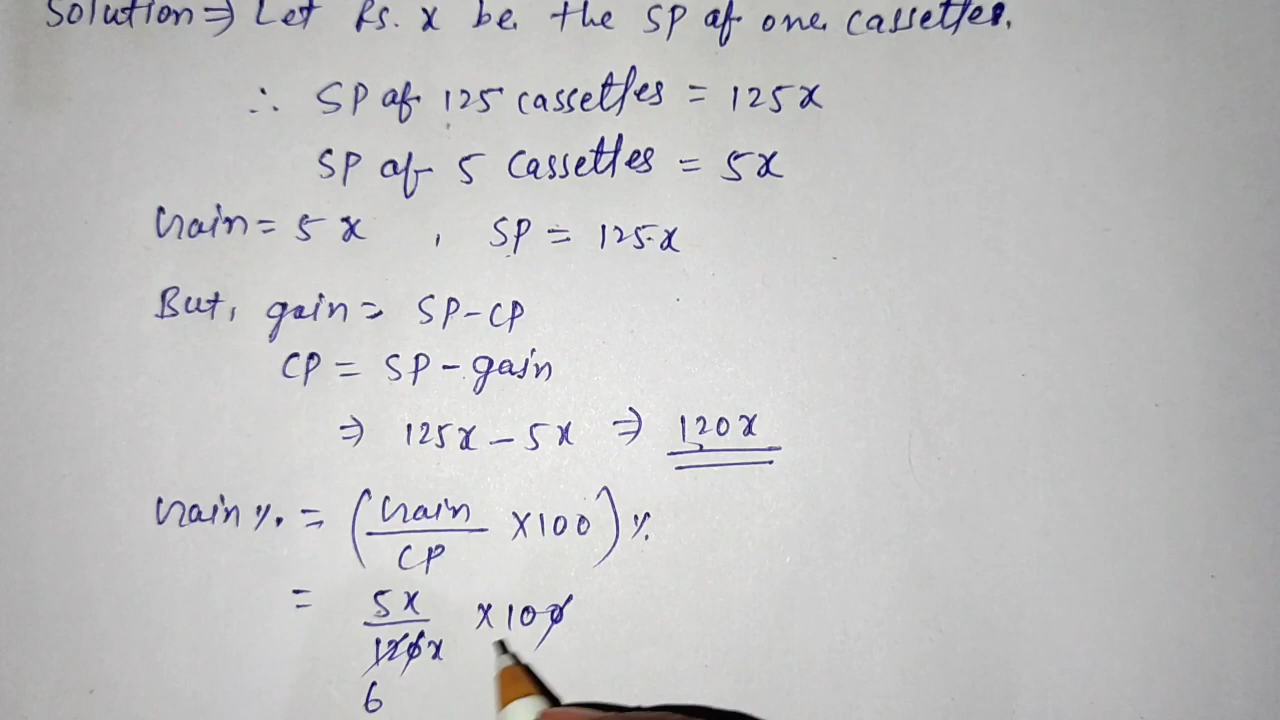 Solution ⇒ Let Rs. x be the SP of one cassettes.
∴ SP of 125 cassettes = 125x
SP of 5 cassettes = 5x
Gain = 5x , SP = 125x
But, gain = SP-CP
CP = SP-gain
⇒ 125x-5x ⇒ 120x
Gain %. = (Gain/CP ×100) %.
= 5x/120x ×100
6